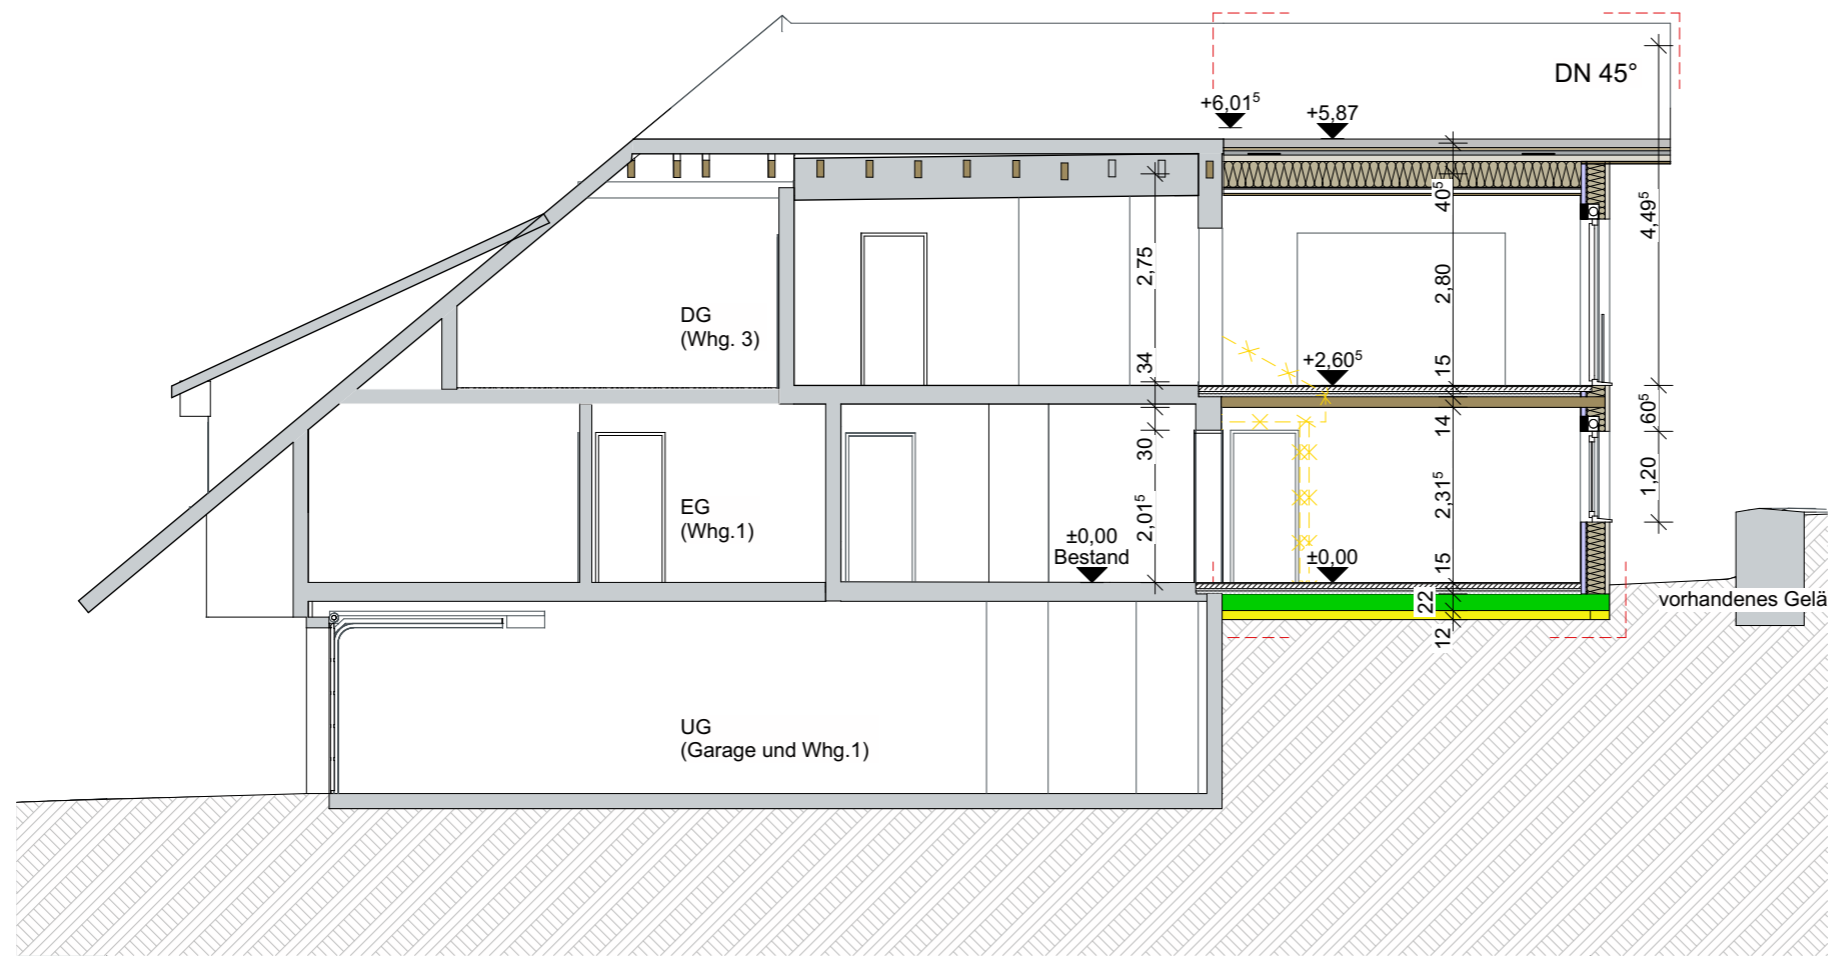 DN 45°
+6,01⁵
+5,87
40⁵
4,49⁵
2,75
2,80
DG
(Whg. 3)
34
+2,60⁵
15
60⁵
14
30
1,20
EG
(Whg.1)
2,01⁵
2,31⁵
±0,00
Bestand
±0,00
15
22
vorhandenes Gelä
12
UG
(Garage und Whg.1)